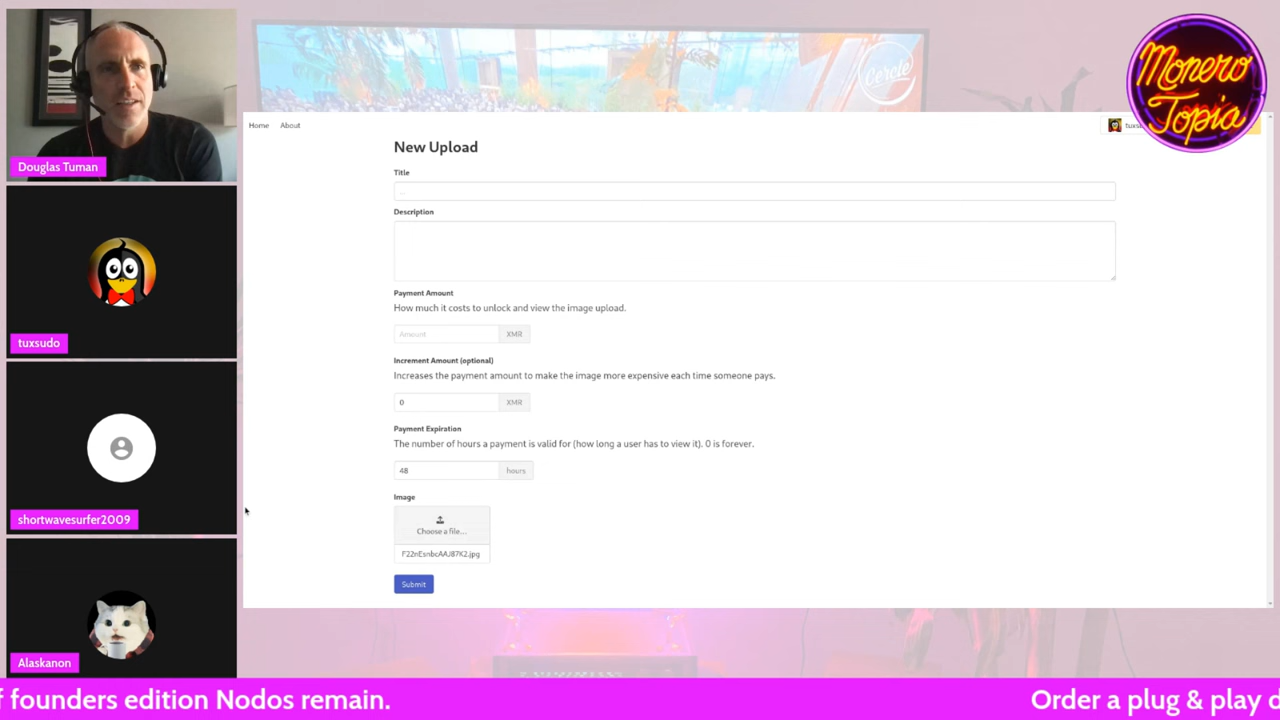 Cercle
Monero
Topia
Douglas Tuman
tuxsudo
shortwavesurfer2009
Alaskanon
Home
About
New Upload
Title
...
Description
Payment Amount
How much it costs to unlock and view the image upload.
Amount
XMR
Increment Amount (optional)
Increases the payment amount to make the image more expensive each time someone pays.
0
XMR
Payment Expiration
The number of hours a payment is valid for (how long a user has to view it). 0 is forever.
48
hours
Image
Choose a file...
F22nEsnbcAAJ87K2.jpg
Submit
f founders edition Nodos remain.
Order a plug & play